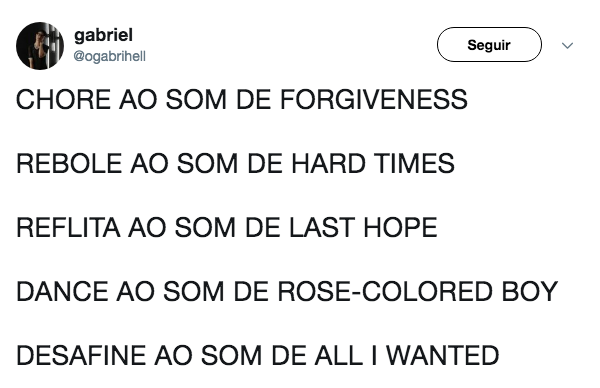 gabriel
@ogabrihell
Seguir
CHORE AO SOM DE FORGIVENESS
REBOLE AO SOM DE HARD TIMES
REFLITA AO SOM DE LAST HOPE
DANCE AO SOM DE ROSE-COLORED BOY
DESAFINE AO SOM DE ALL I WANTED